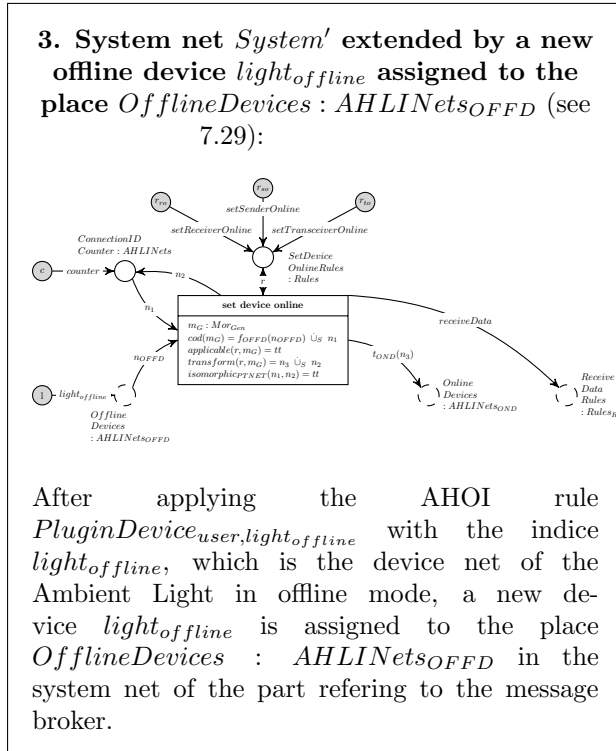 3. System net System′ extended by a new
offline device light_offline assigned to the
place OfflineDevices : AHLINets_OFFD (see
7.29):
r_ro
r_so
r_to
setSenderOnline
setReceiverOnline
setTransceiverOnline
ConnectionID
Counter : AHLINets
SetDevice
OnlineRules
: Rules
c
counter
n_2
r
n_1
set device online
receiveData
m_G : Mor_Gen
cod(m_G) = f_OFFD(n_OFFD) ∪̇_S n_1
applicable(r, m_G) = tt
transform(r, m_G) = n_3 ∪̇_S n_2
isomorphic_PTNET(n_1, n_2) = tt
n_OFFD
t_OND(n_3)
1
light_offline
Offline
Devices
: AHLINets_OFFD
Online
Devices
: AHLINets_OND
Receive
Data
Rules
: Rules_R
After applying the AHOI rule
PluginDevice_user,light_offline with the indice
light_offline, which is the device net of the
Ambient Light in offline mode, a new de-
vice light_offline is assigned to the place
OfflineDevices : AHLINets_OFFD in the
system net of the part refering to the message
broker.